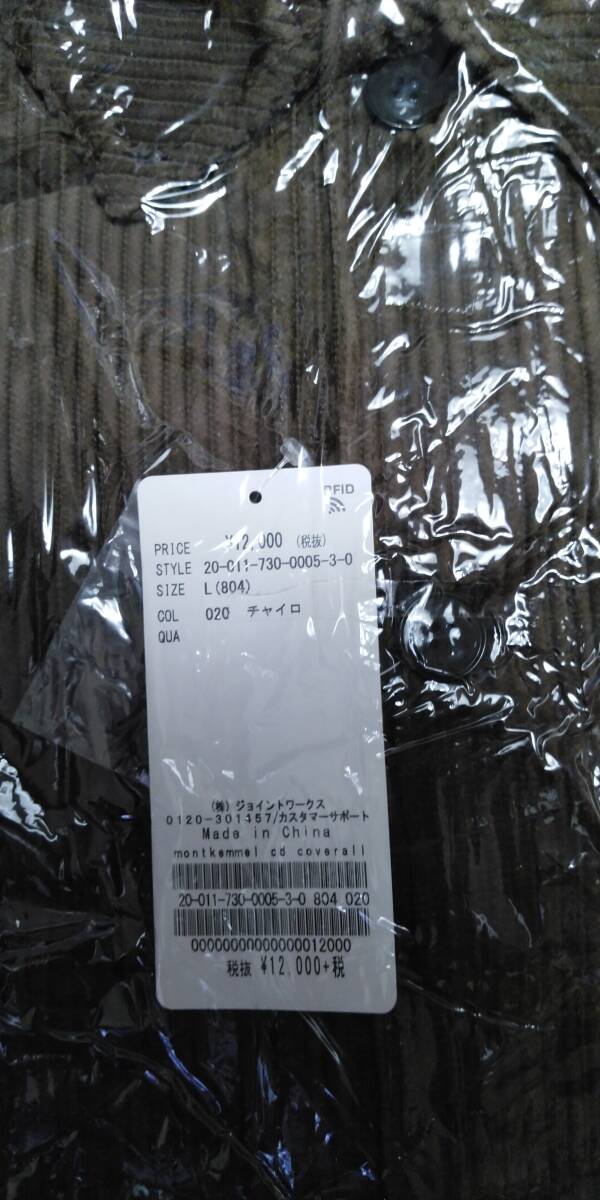 RFID
PRICE ¥12,000 (税抜)
STYLE 20-011-730-0005-3-0
SIZE L(804)
COL 020 チャイロ
QUA
(株)ジョイントワークス
0120-301457/カスタマーサポート
Made in China
montkemmel cd coverall
20-011-730-0005-3-0 804 020
00000000000000012000
税抜 ¥12,000+税